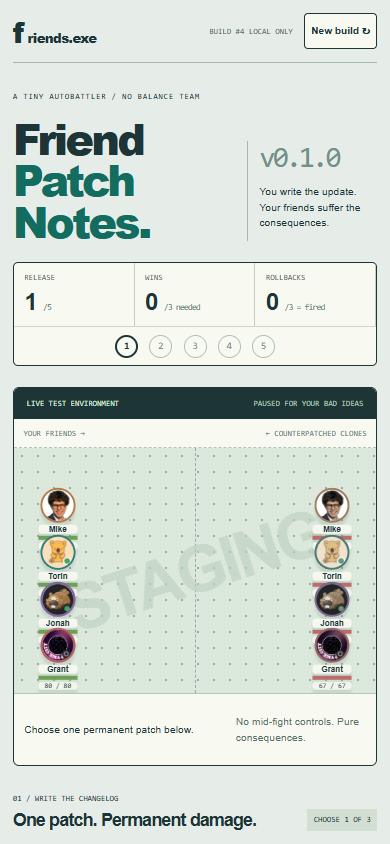 friends.exe
BUILD #4 LOCAL ONLY
New build ↻
A TINY AUTOBATTLER / NO BALANCE TEAM
Friend
Patch
Notes.
v0.1.0
You write the update.
Your friends suffer the
consequences.
RELEASE
1 /5
WINS
0 /3 needed
ROLLBACKS
0 /3 = fired
1 2 3 4 5
LIVE TEST ENVIRONMENT
PAUSED FOR YOUR BAD IDEAS
YOUR FRIENDS →
← COUNTERPATCHED CLONES
STAGING
Mike
Mike
Torin
Torin
Jonah
Jonah
Grant
Grant
80 / 80
67 / 67
Choose one permanent patch below.
No mid-fight controls. Pure
consequences.
01 / WRITE THE CHANGELOG
One patch. Permanent damage.
CHOOSE 1 OF 3